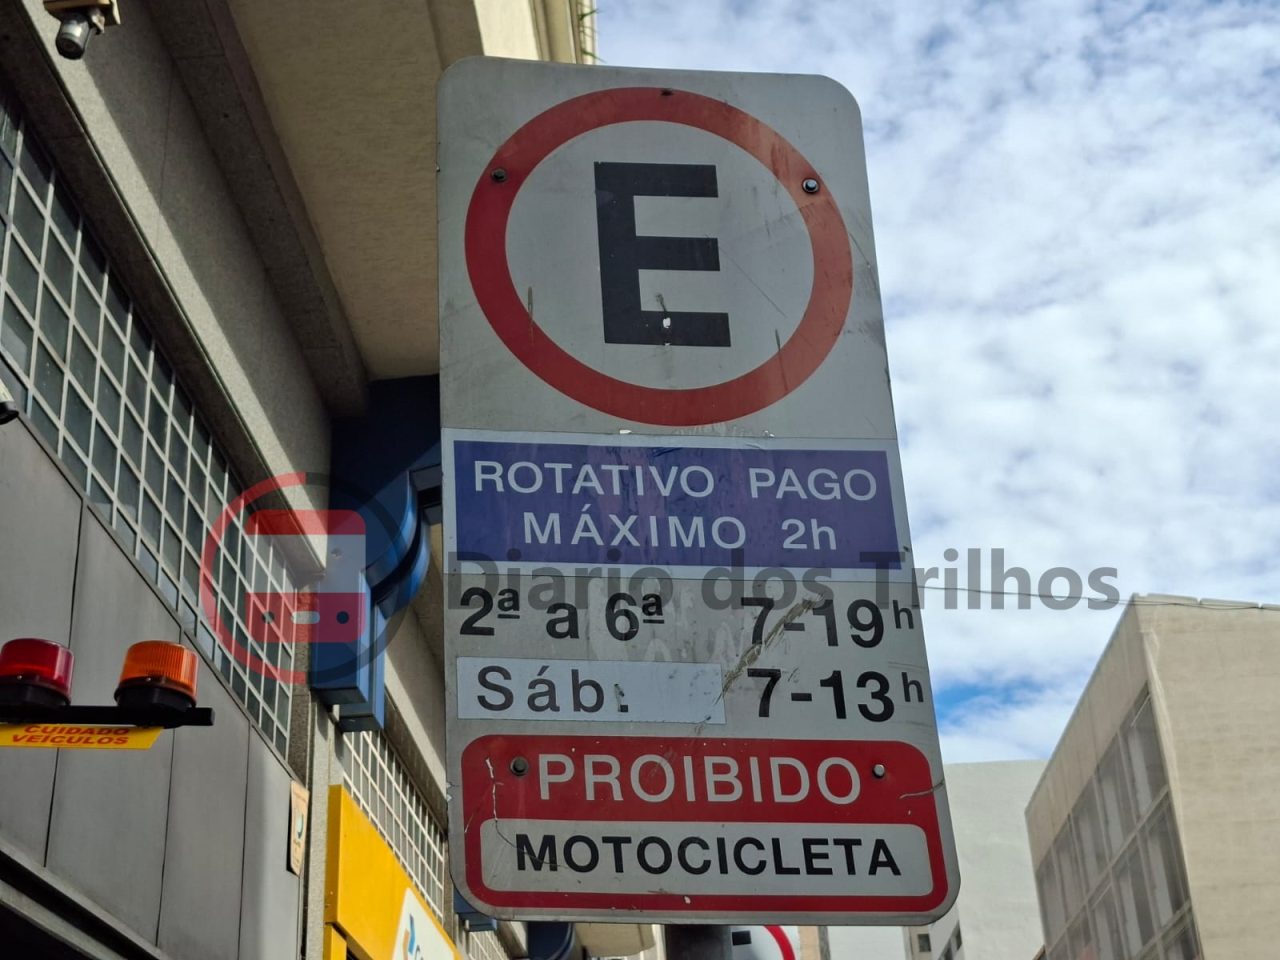 E
ROTATIVO PAGO
MÁXIMO 2h
Diario dos Trilhos
2ª a 6ª 7-19h
Sáb. 7-13h
CUIDADO
VEÍCULOS
PROIBIDO
MOTOCICLETA